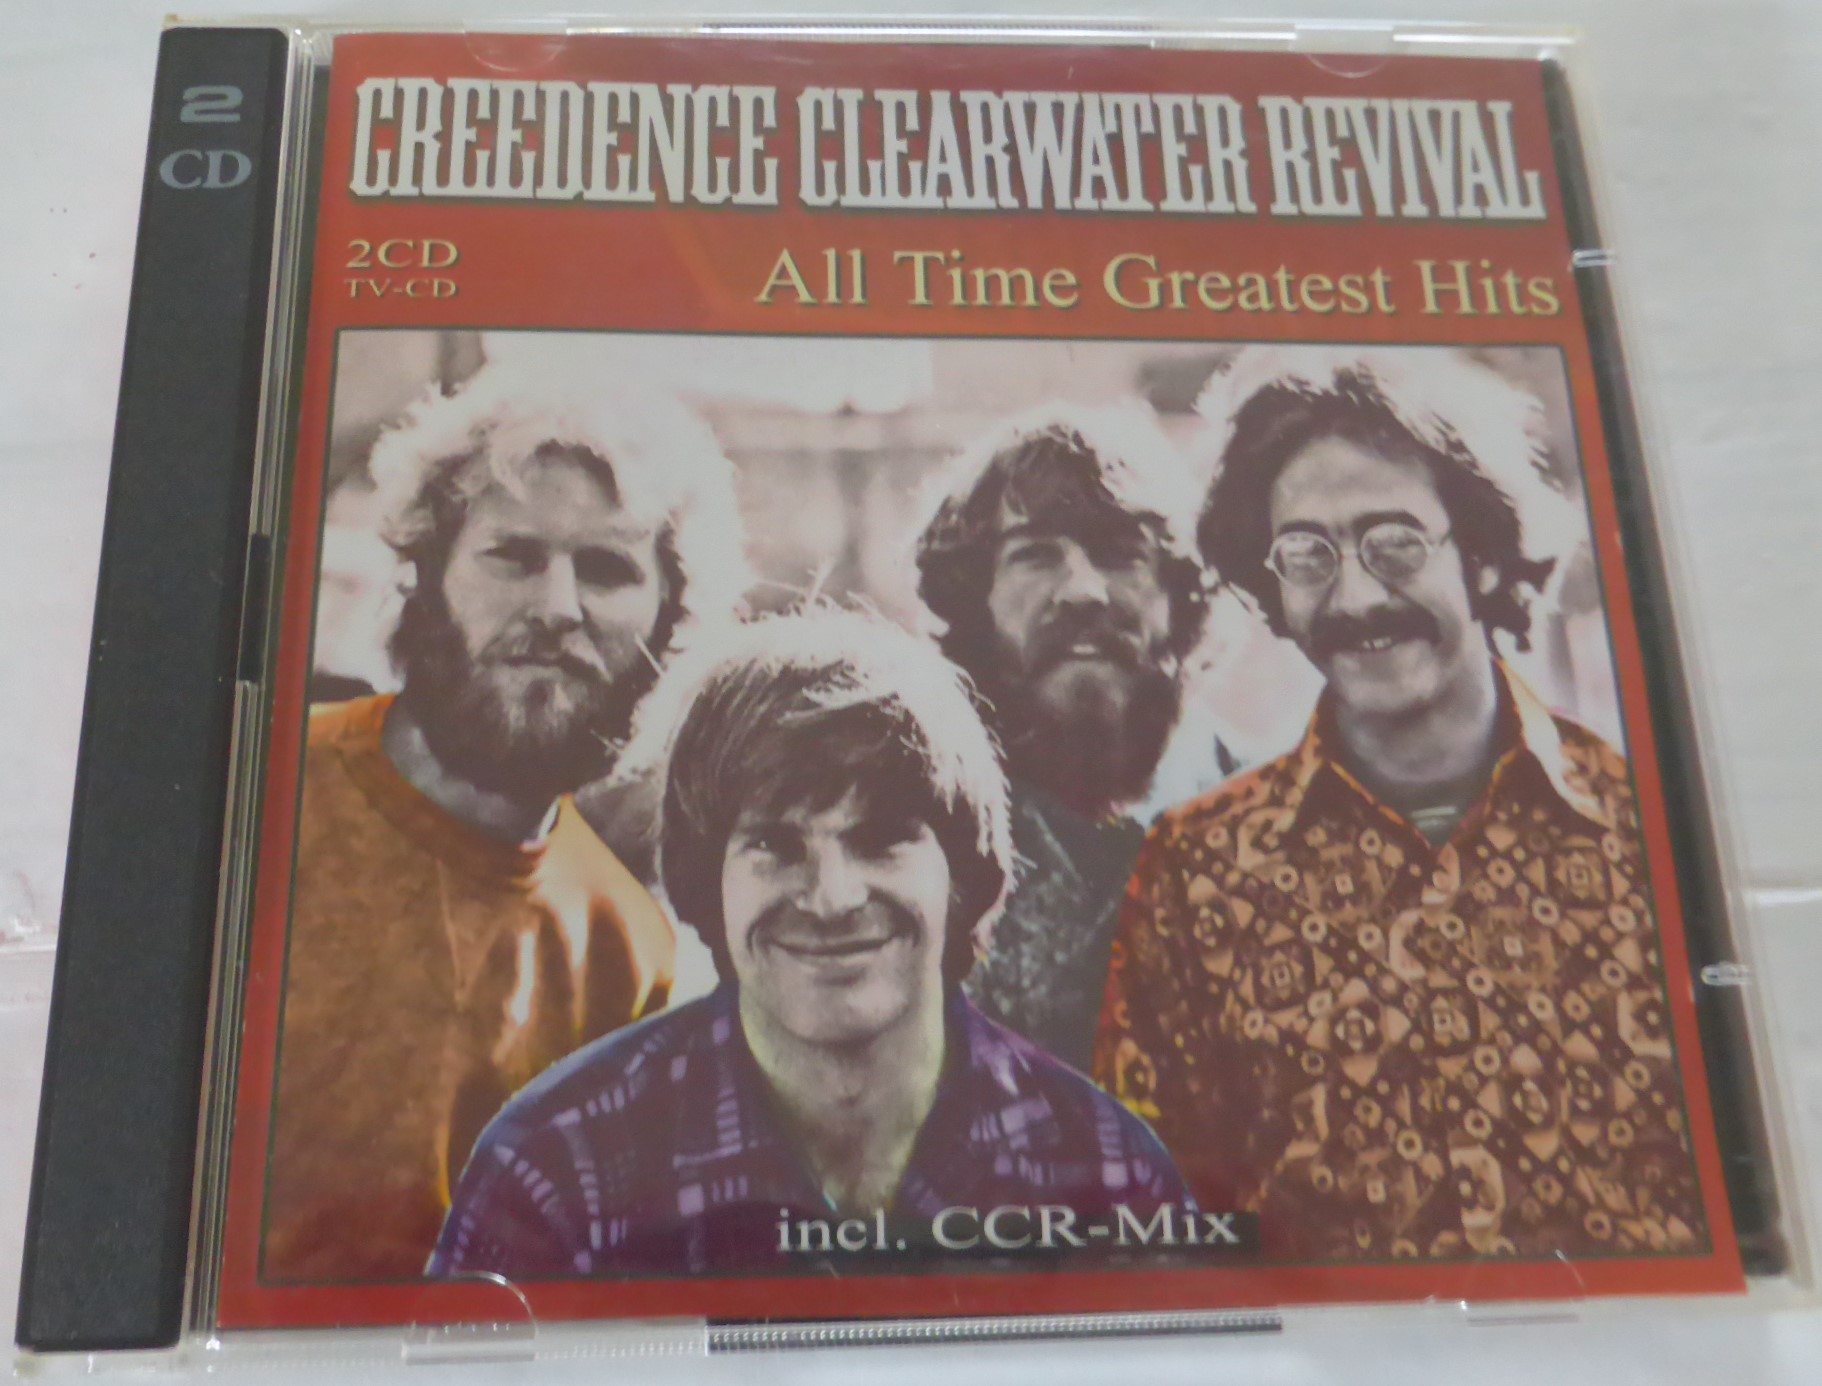 2
CD
CREEDENCE CLEARWATER REVIVAL
2CD
TV-CD
All Time Greatest Hits
incl. CCR-Mix